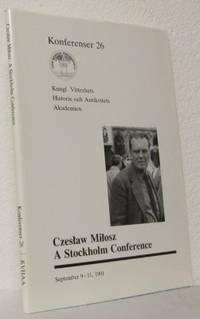 Konferenser 26
Kungl. Vitterhets
Historie och Antikvitets
Akademien
Czesław Miłosz
A Stockholm Conference
September 9–11, 1991
Czesław Miłosz: A Stockholm Conference
Konferenser 26 / KVHAA